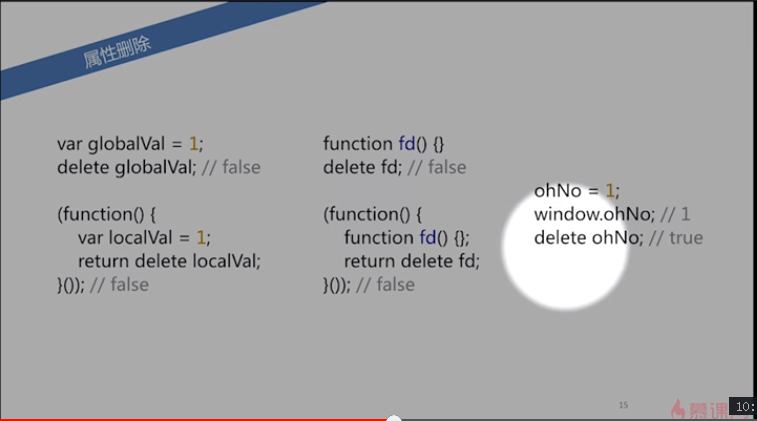 属性删除
var globalVal = 1;
delete globalVal; // false
(function() {
var localVal = 1;
return delete localVal;
}()); // false
function fd() {}
delete fd; // false
(function() {
function fd() {};
return delete fd;
}()); // false
ohNo = 1;
window.ohNo; // 1
delete ohNo; // true
15
慕课
10: